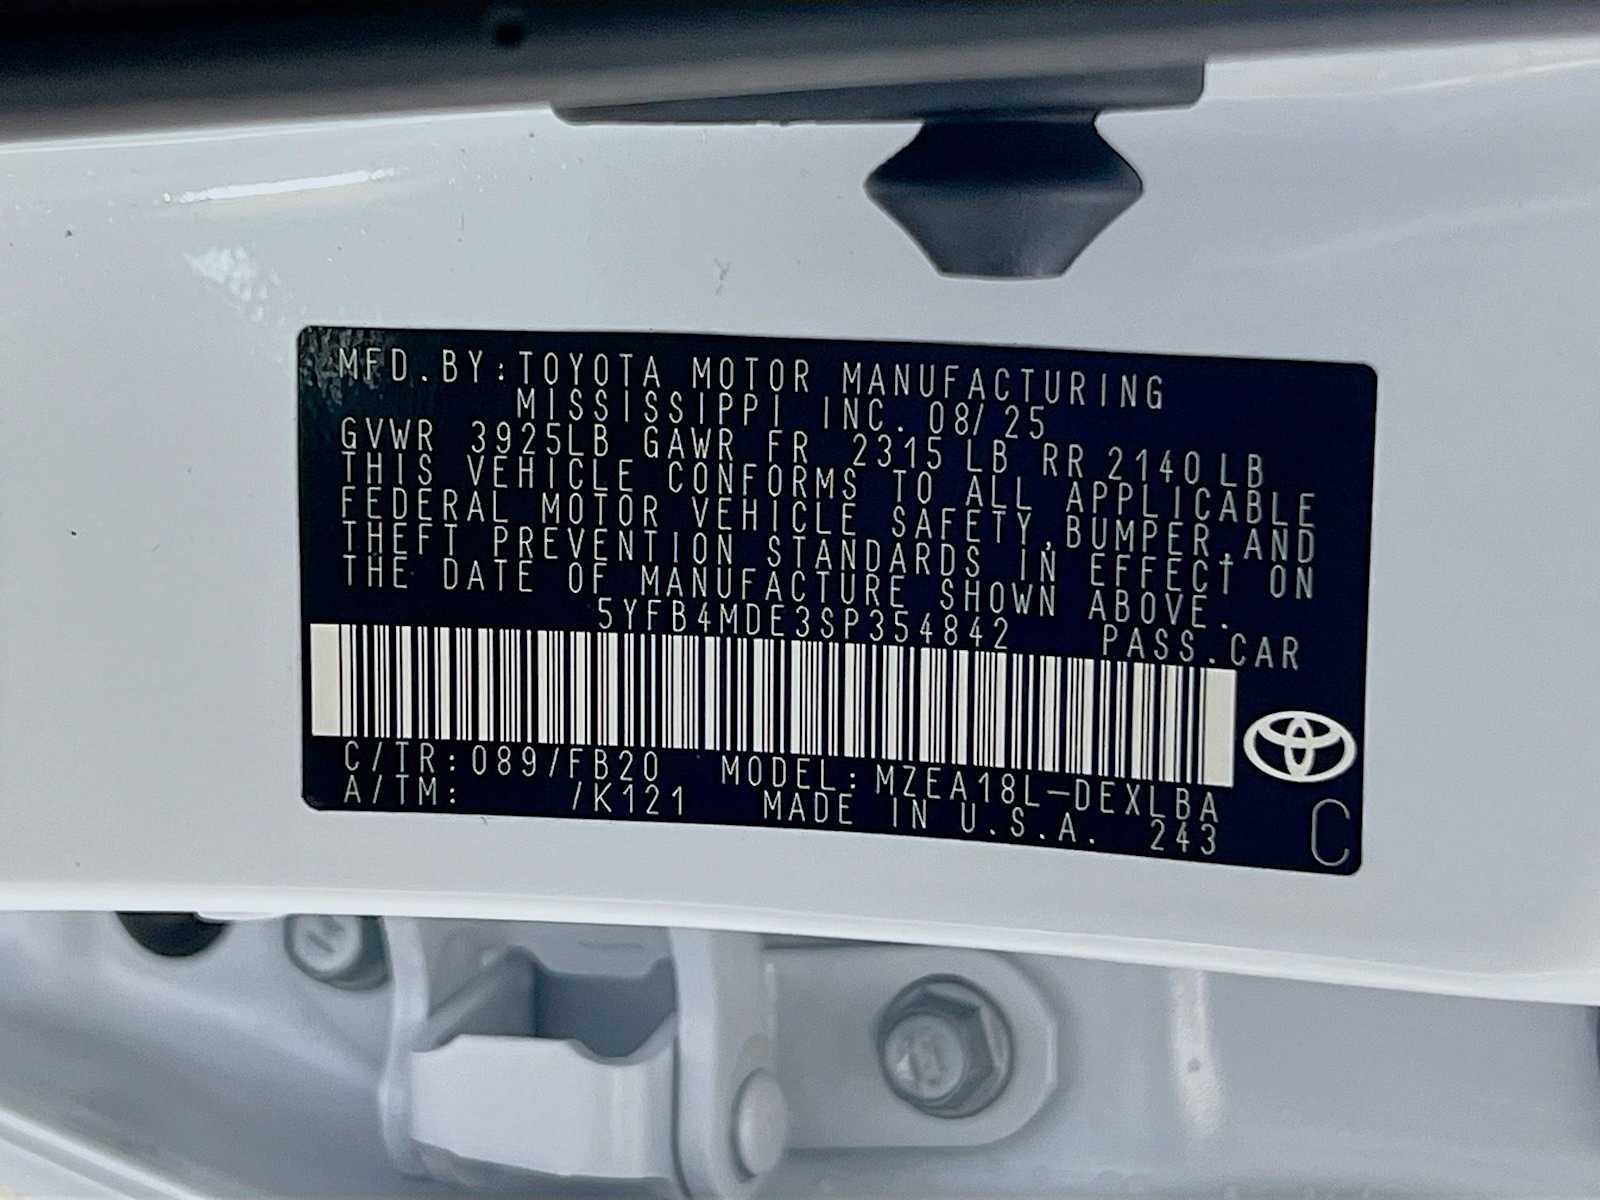 MFD.BY:TOYOTA MOTOR MANUFACTURING
MISSISSIPPI INC. 08/25
GVWR 3925LB GAWR FR 2315LB RR 2140LB
THIS VEHICLE CONFORMS TO ALL APPLICABLE
FEDERAL MOTOR VEHICLE SAFETY,BUMPER,AND
THEFT PREVENTION STANDARDS IN EFFECT ON
THE DATE OF MANUFACTURE SHOWN ABOVE.
5YFB4MDE3SP354842 PASS.CAR
C/TR:089/FB20 MODEL:MZEA18L-DEXLBA
A/TM: /K121 MADE IN U.S.A. 243
C